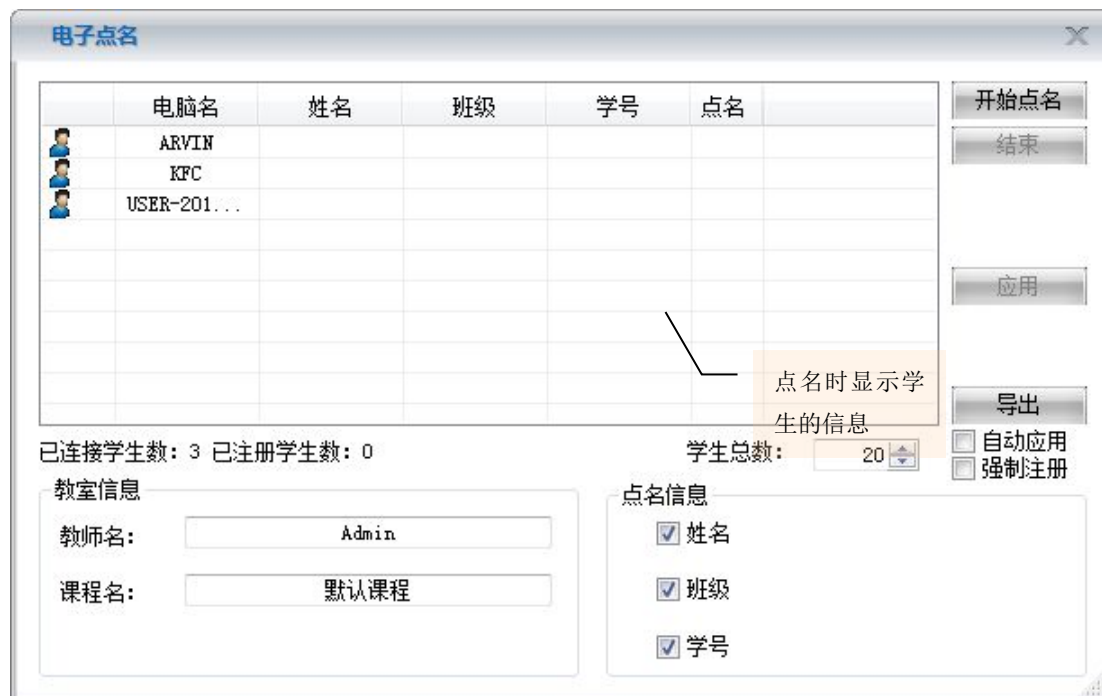 电子点名
电脑名 姓名 班级 学号 点名
开始点名
ARVIN
结束
KFC
USER-201...
应用
点名时显示学
生的信息
导出
已连接学生数: 3 已注册学生数: 0
学生总数: 20
自动应用
强制注册
教室信息
教师名: Admin
课程名: 默认课程
点名信息
姓名
班级
学号